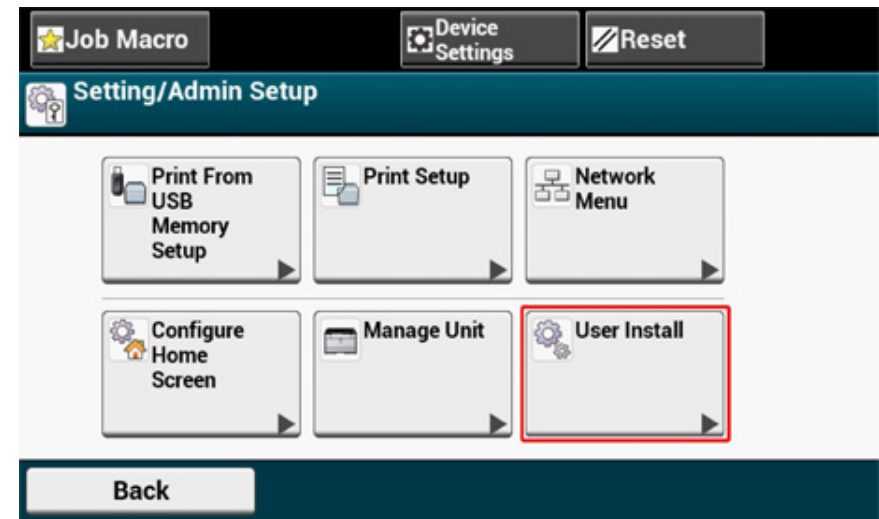 Job Macro
Device
Settings
Reset
Setting/Admin Setup
Print From
USB
Memory
Setup
Print Setup
Network
Menu
Configure
Home
Screen
Manage Unit
User Install
Back